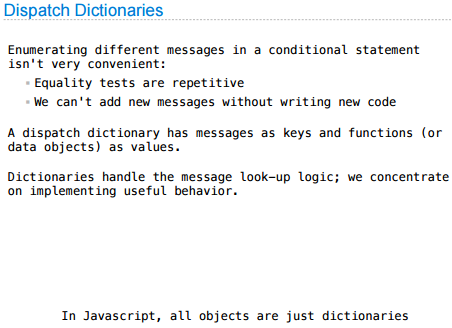 Dispatch Dictionaries
Enumerating different messages in a conditional statement
isn't very convenient:
Equality tests are repetitive
We can't add new messages without writing new code
A dispatch dictionary has messages as keys and functions (or
data objects) as values.
Dictionaries handle the message look-up logic; we concentrate
on implementing useful behavior.
In Javascript, all objects are just dictionaries